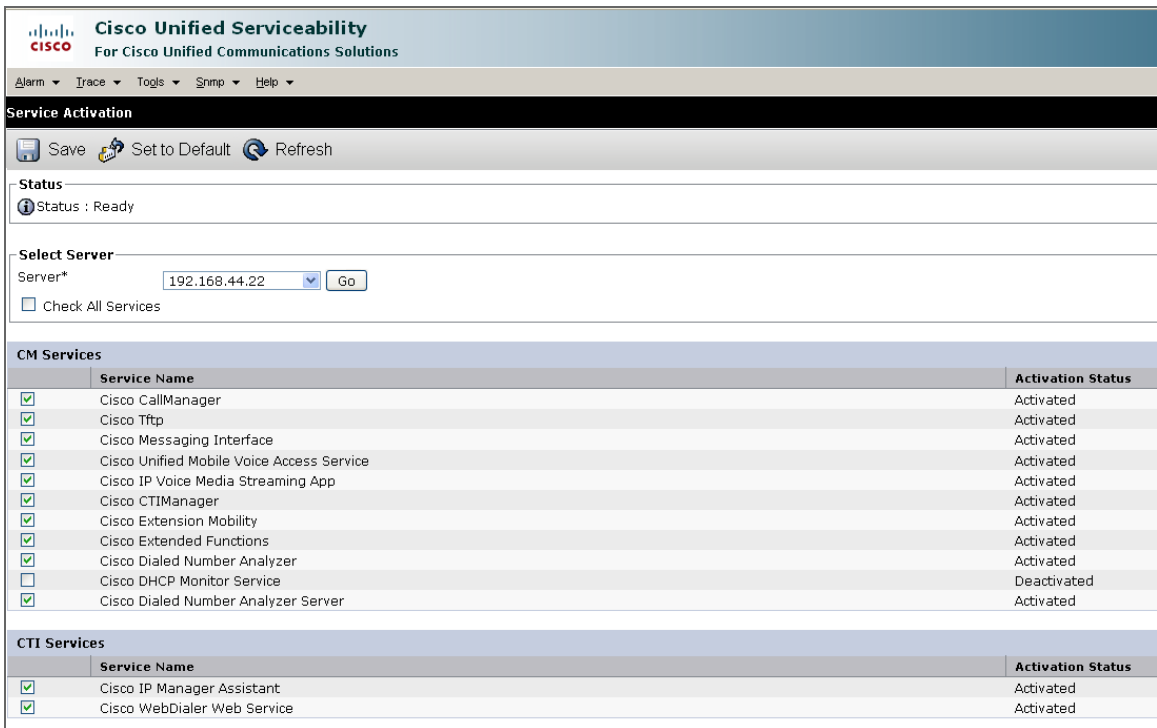 Cisco Unified Serviceability
CISCO
For Cisco Unified Communications Solutions
Alarm Trace Tools Snmp Help
Service Activation
Save Set to Default Refresh
Status
Status : Ready
Select Server
Server* 192.168.44.22 Go
Check All Services
CM Services
Service Name Activation Status
Cisco CallManager Activated
Cisco Tftp Activated
Cisco Messaging Interface Activated
Cisco Unified Mobile Voice Access Service Activated
Cisco IP Voice Media Streaming App Activated
Cisco CTIManager Activated
Cisco Extension Mobility Activated
Cisco Extended Functions Activated
Cisco Dialed Number Analyzer Activated
Cisco DHCP Monitor Service Deactivated
Cisco Dialed Number Analyzer Server Activated
CTI Services
Service Name Activation Status
Cisco IP Manager Assistant Activated
Cisco WebDialer Web Service Activated